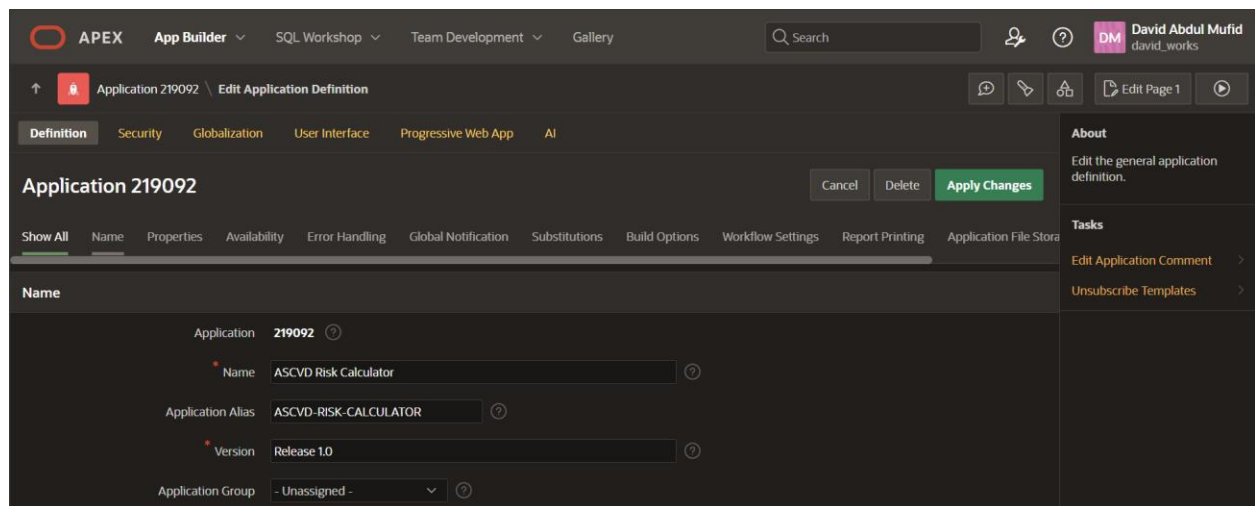 APEX App Builder SQL Workshop Team Development Gallery Search DM David Abdul Mufid
david_works
Application 219092 \ Edit Application Definition Edit Page 1
Definition Security Globalization User Interface Progressive Web App AI
Application 219092 Cancel Delete Apply Changes
Show All Name Properties Availability Error Handling Global Notification Substitutions Build Options Workflow Settings Report Printing Application File Stora
Name
Application 219092
* Name ASCVD Risk Calculator
Application Alias ASCVD-RISK-CALCULATOR
* Version Release 1.0
Application Group - Unassigned -
About
Edit the general application
definition.
Tasks
Edit Application Comment
Unsubscribe Templates